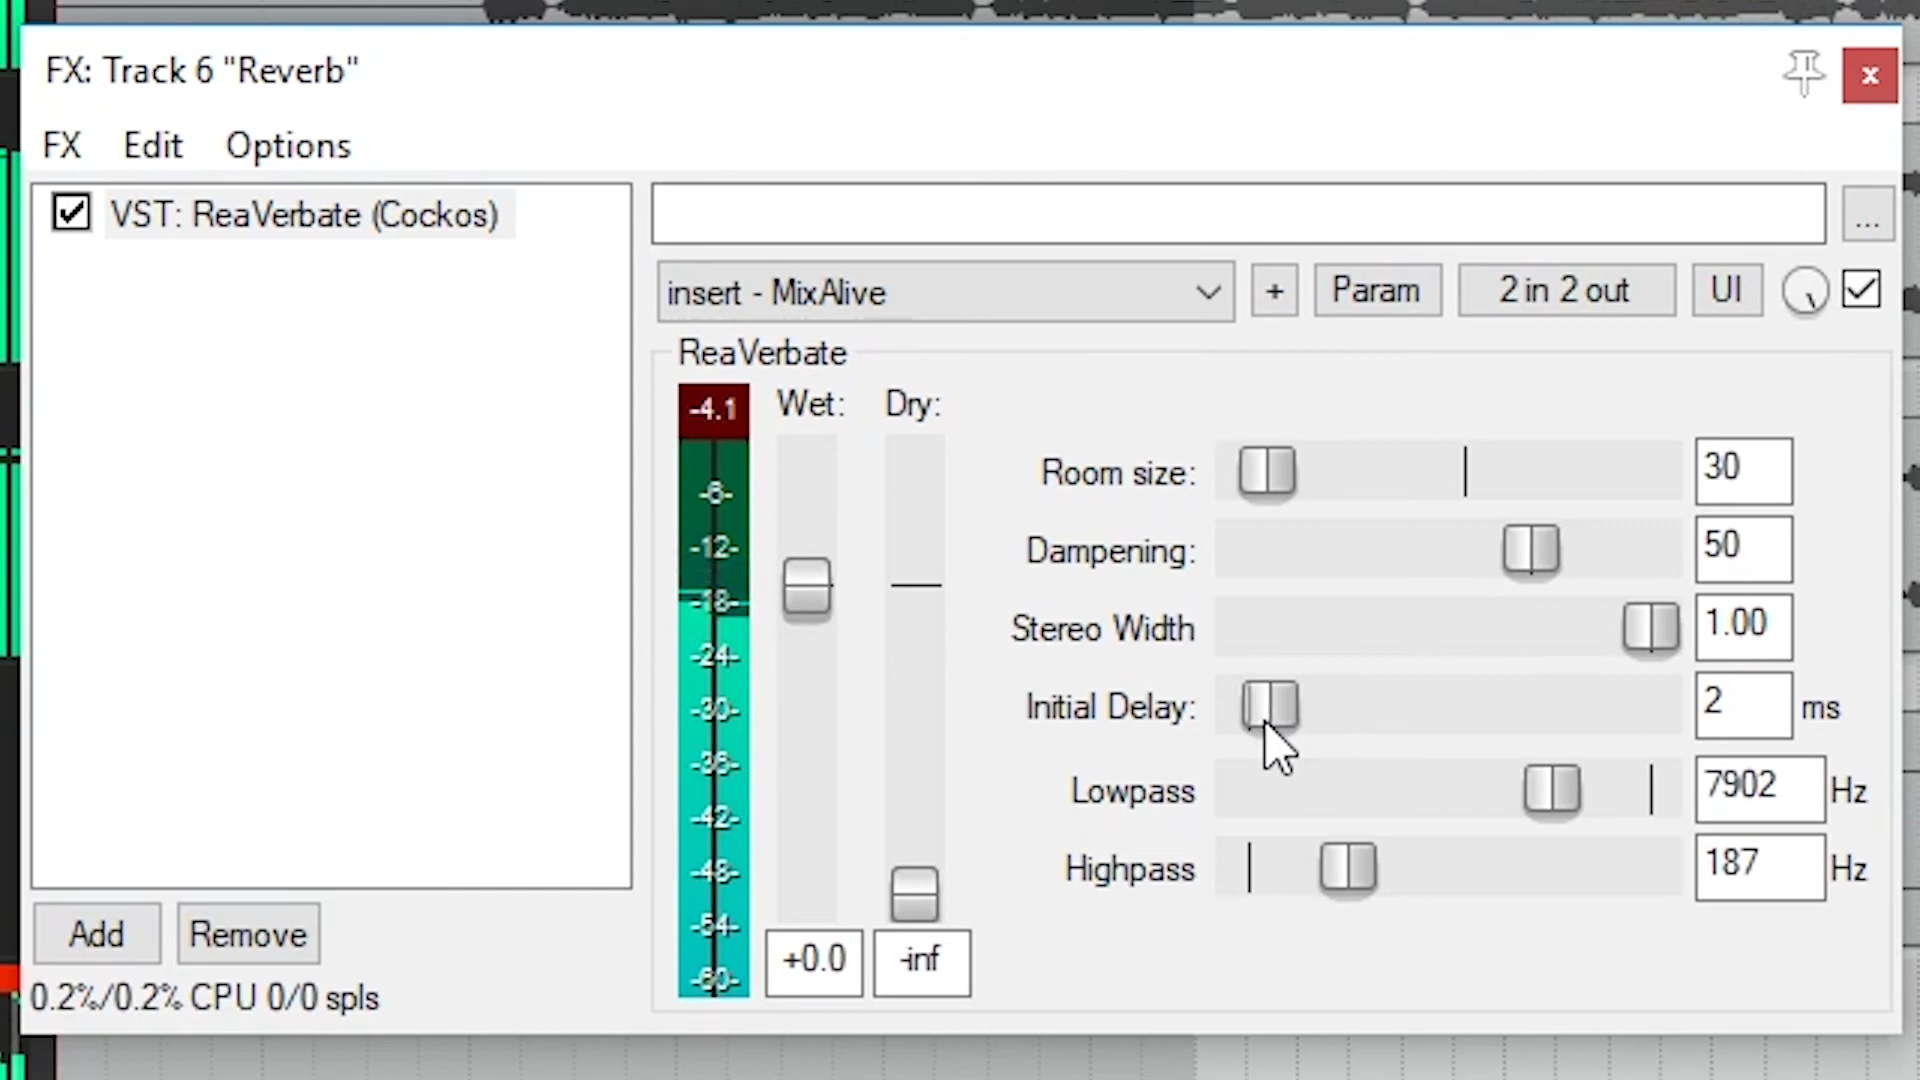 FX: Track 6 "Reverb"
x
FX Edit Options
VST: ReaVerbate (Cockos)
...
insert - MixAlive
+
Param
2 in 2 out
UI
ReaVerbate
-4.1
Wet:
Dry:
-6-
-12-
-18-
-24-
-30-
-36-
-42-
-48-
-54-
-60-
+0.0
-inf
Room size: 30
Dampening: 50
Stereo Width 1.00
Initial Delay: 2 ms
Lowpass 7902 Hz
Highpass 187 Hz
Add
Remove
0.2%/0.2% CPU 0/0 spls